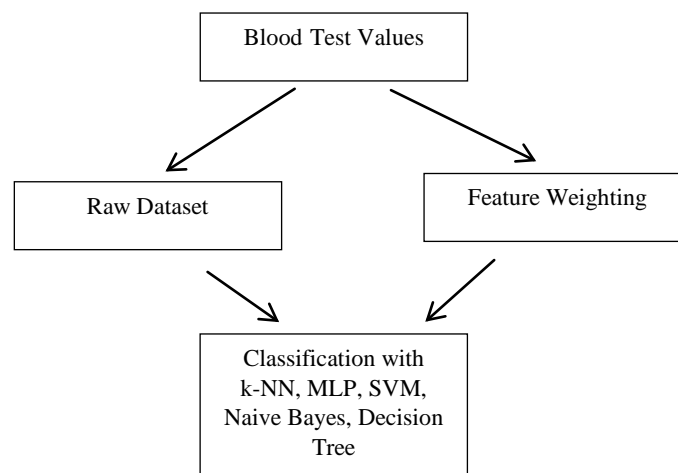 Blood Test Values
Raw Dataset
Feature Weighting
Classification with
k-NN, MLP, SVM,
Naive Bayes, Decision
Tree